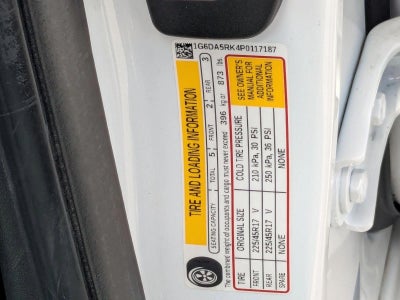 1G6DA5RK4P0117187
TIRE AND LOADING INFORMATION
SEATING CAPACITY TOTAL 5 FRONT 2 REAR 3
The combined weight of occupants and cargo must never exceed 396 kg or 873 lbs.
TIRE ORIGINAL SIZE COLD TIRE PRESSURE
FRONT 225/45R17 V 210 kPa, 30 PSI
REAR 225/45R17 V 250 kPa, 36 PSI
SPARE NONE NONE
SEE OWNER'S
MANUAL FOR
ADDITIONAL
INFORMATION